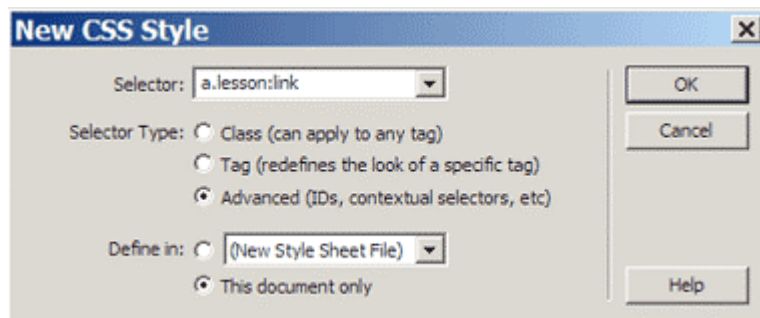 New CSS Style
Selector: a.lesson:link
OK
Selector Type: Class (can apply to any tag)
Cancel
Tag (redefines the look of a specific tag)
Advanced (IDs, contextual selectors, etc)
Define in: (New Style Sheet File)
This document only
Help